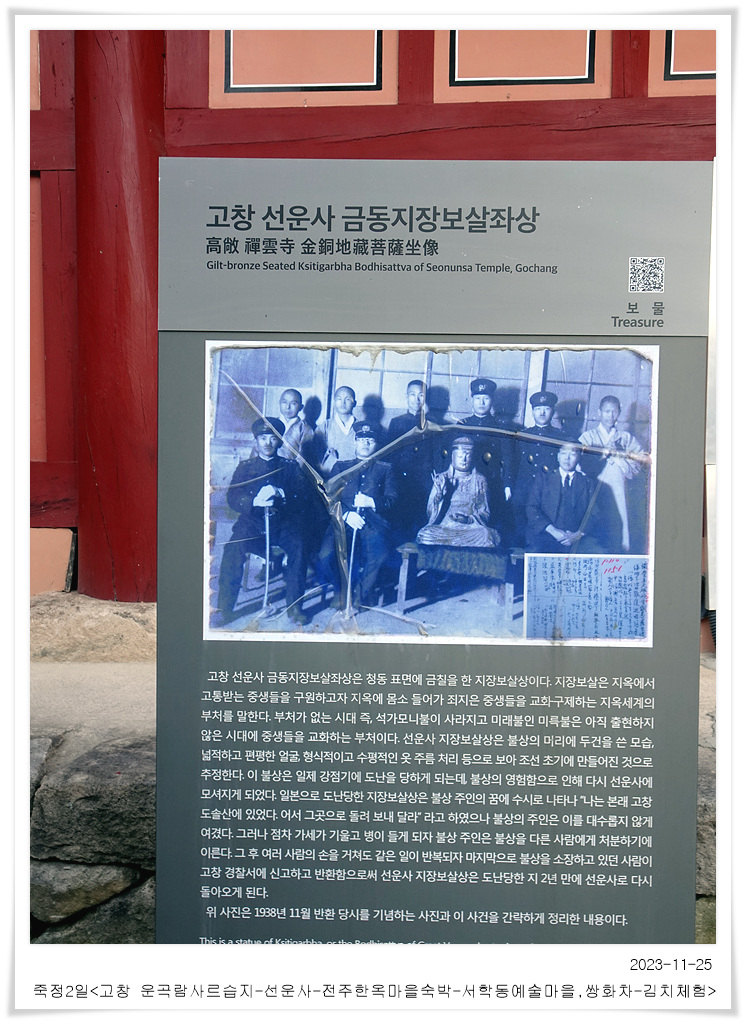 고창 선운사 금동지장보살좌상
高敞 禪雲寺 金銅地藏菩薩坐像
Gilt-bronze Seated Ksitigarbha Bodhisattva of Seonunsa Temple, Gochang
보 물
Treasure
고창 선운사 금동지장보살좌상은 청동 표면에 금칠을 한 지장보살상이다. 지장보살은 지옥에서
고통받는 중생들을 구원하고자 지옥에 몸소 들어가 죄지은 중생들을 교화·구제하는 지옥세계의
부처를 말한다. 부처가 없는 시대 즉, 석가모니불이 사라지고 미래불인 미륵불은 아직 출현하지
않은 시대에 중생들을 교화하는 부처이다. 선운사 지장보살상은 불상의 머리에 두건을 쓴 모습,
넓적하고 편평한 얼굴, 형식적이고 수평적인 옷 주름 처리 등으로 보아 조선 초기에 만들어진 것으로
추정한다. 이 불상은 일제 강점기에 도난을 당하게 되는데, 불상의 영험함으로 인해 다시 선운사에
모셔지게 되었다. 일본으로 도난당한 지장보살상은 불상 주인의 꿈에 수시로 나타나 "나는 본래 고창
도솔산에 있었다. 어서 그곳으로 돌려 보내 달라" 라고 하였으나 불상의 주인은 이를 대수롭지 않게
여겼다. 그러나 점차 가세가 기울고 병이 들게 되자 불상 주인은 불상을 다른 사람에게 처분하기에
이른다. 그 후 여러 사람의 손을 거쳐도 같은 일이 반복되자 마지막으로 불상을 소장하고 있던 사람이
고창 경찰서에 신고하고 반환함으로써 선운사 지장보살상은 도난당한 지 2년 만에 선운사로 다시
돌아오게 된다.
위 사진은 1938년 11월 반환 당시를 기념하는 사진과 이 사건을 간략하게 정리한 내용이다.
This is a statue of Ksitigarbha, or the Bodhisattva of
2023-11-25
죽정2일<고창 운곡람사르습지-선운사-전주한옥마을숙박-서학동예술마을,쌍화차-김치체험>